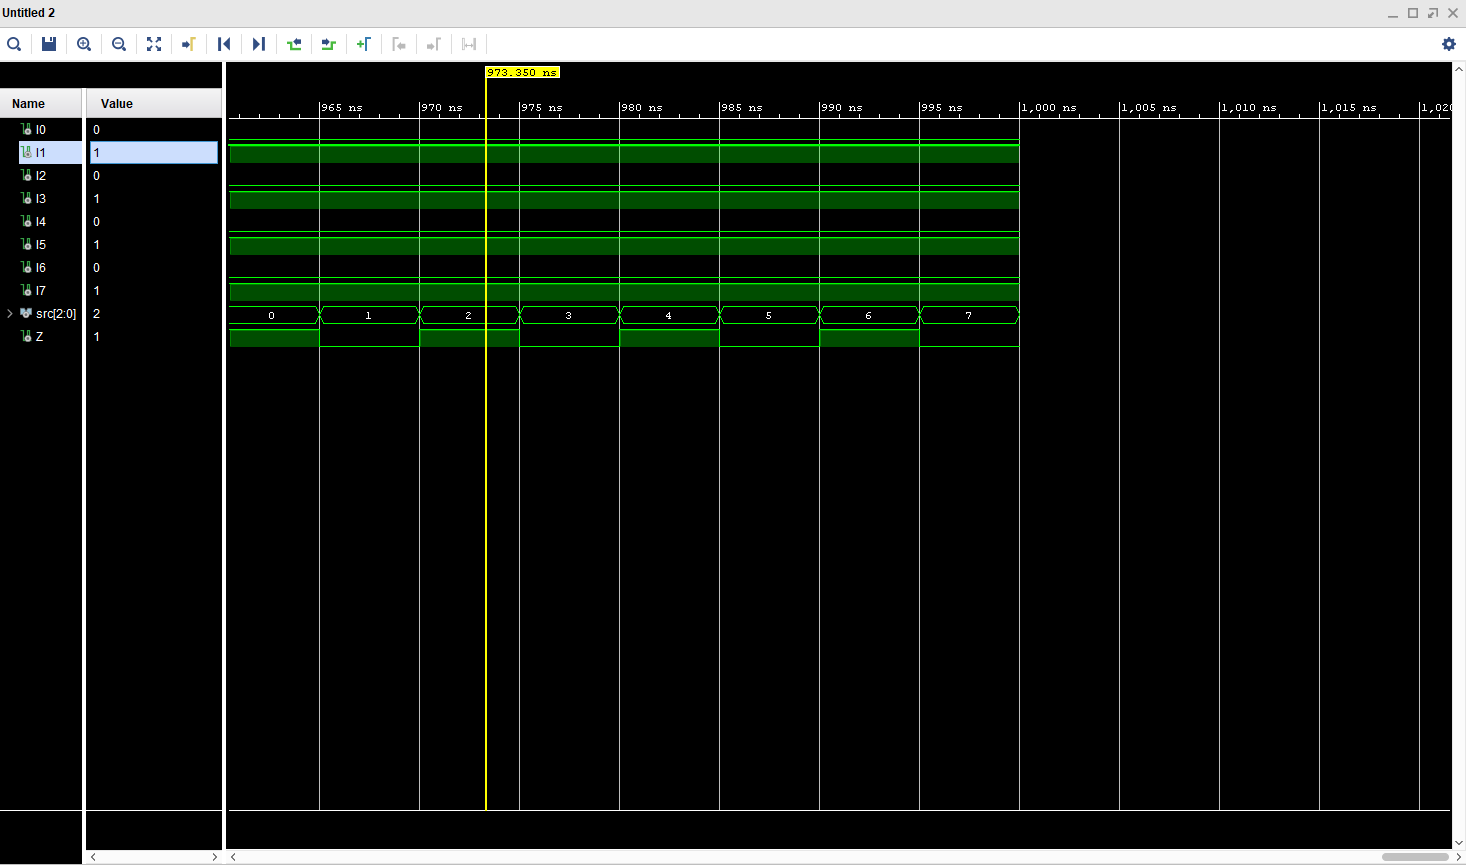 Untitled 2
973.350 ns
Name Value
965 ns 970 ns 975 ns 980 ns 985 ns 990 ns 995 ns 1,000 ns 1,005 ns 1,010 ns 1,015 ns 1,020
I0 0
I1 1
I2 0
I3 1
I4 0
I5 1
I6 0
I7 1
src[2:0] 2 0 1 2 3 4 5 6 7
Z 1